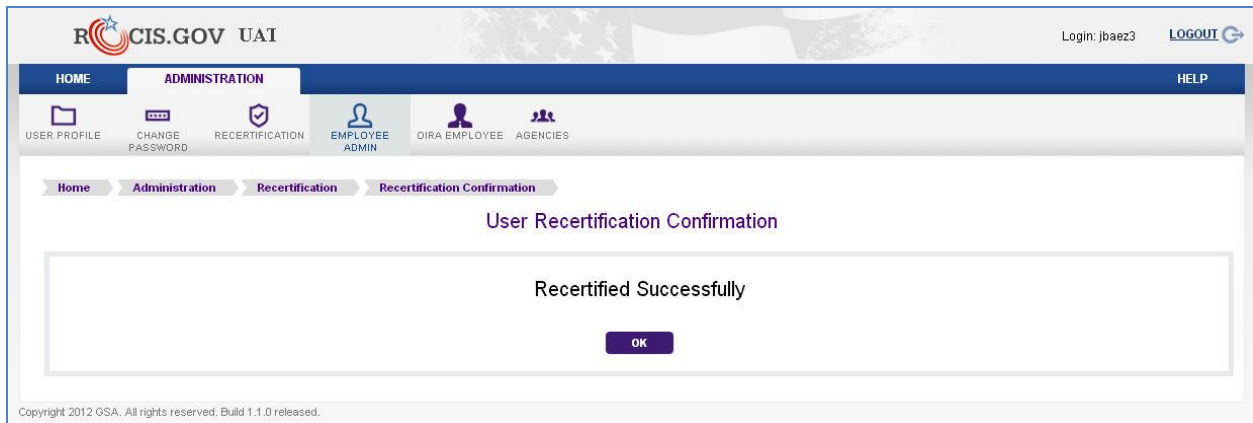 ROCIS.GOV UAT
Login: jbaez3
LOGOUT
HOME
ADMINISTRATION
HELP
USER PROFILE
CHANGE
PASSWORD
RECERTIFICATION
EMPLOYEE
ADMIN
OIRA EMPLOYEE
AGENCIES
Home
Administration
Recertification
Recertification Confirmation
User Recertification Confirmation
Recertified Successfully
OK
Copyright 2012 GSA. All rights reserved. Build 1.1.0 released.